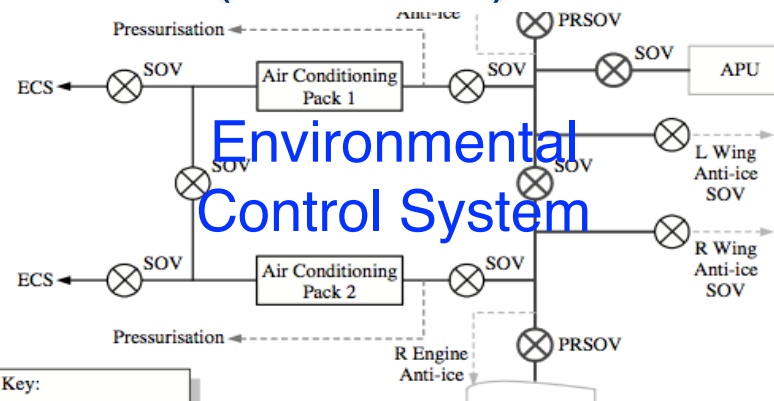 Anti-ice
PRSOV
Pressurisation
SOV
SOV
SOV
ECS
Air Conditioning
Pack 1
APU
Environmental
Control System
SOV
SOV
L Wing
Anti-ice
SOV
R Wing
Anti-ice
SOV
SOV
SOV
ECS
Air Conditioning
Pack 2
Pressurisation
PRSOV
R Engine
Anti-ice
Key: